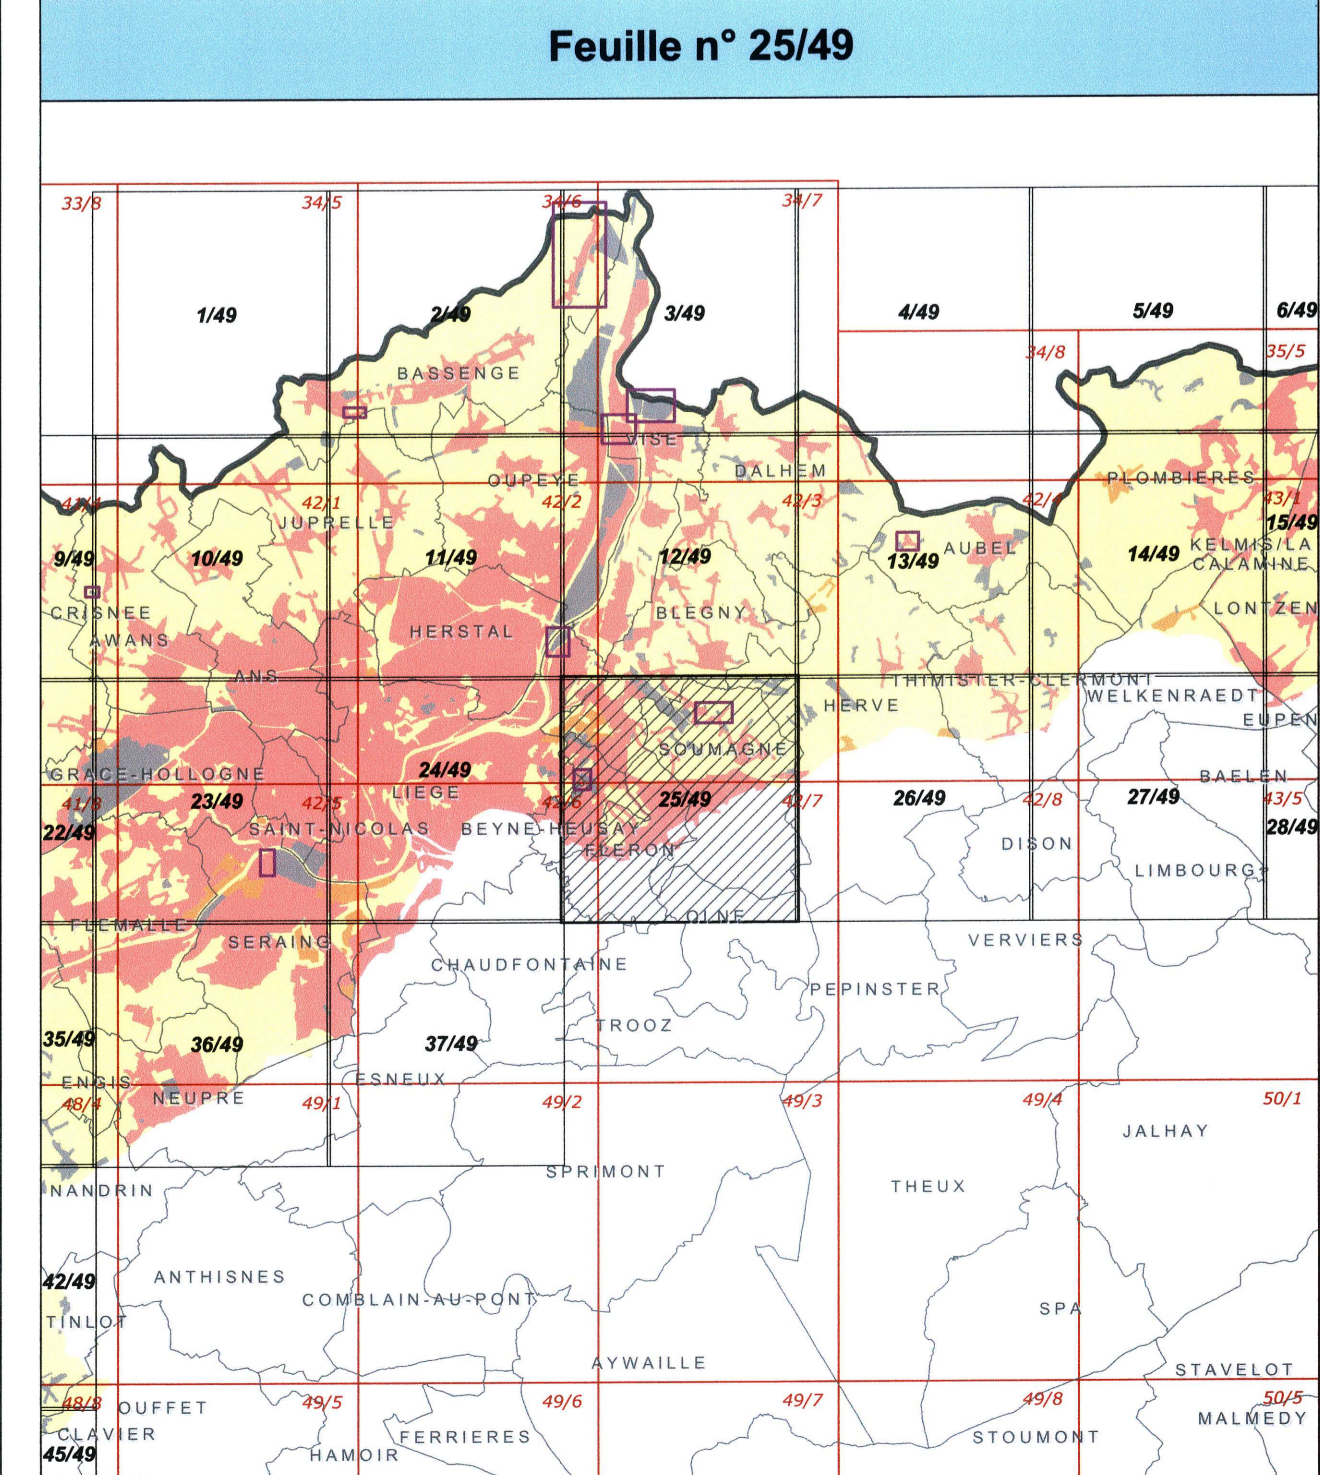 Feuille n° 25/49
33/8 34/5 34/6 34/7
1/49 2/49 3/49 4/49 5/49 6/49
34/8 35/5
BASSENGE
VISE
DALHEM
OUPEYE PLOMBIERES
42/1 42/2 42/3 42/4 43/1
JUPRELLE 15/49
9/49 10/49 11/49 12/49 13/49 AUBEL 14/49 KELMIS/LA
CALAMINE
CRISNEE BLEGNY LONTZEN
AWANS HERSTAL
ANS THIMISTER-CLERMONT
HERVE WELKENRAEDT
EUPEN
SOUMAGNE
GRACE-HOLLOGNE 24/49 BAELEN
LIEGE
41/8 23/49 42/5 42/6 25/49 42/7 26/49 42/8 27/49 43/5
22/49 SAINT-NICOLAS BEYNE-HEUSAY 28/49
FLERON DISON
LIMBOURG
OLNE
FLEMALLE
SERAING VERVIERS
CHAUDFONTAINE
PEPINSTER
TROOZ
35/49 36/49 37/49
ENGIS ESNEUX
48/4 NEUPRE 49/1 49/2 49/3 49/4 50/1
JALHAY
SPRIMONT
NANDRIN THEUX
42/49 ANTHISNES
COMBLAIN-AU-PONT
TINLOT SPA
AYWAILLE
STAVELOT
48/8 OUFFET 49/5 49/6 49/7 49/8 50/5
MALMEDY
CLAVIER FERRIERES STOUMONT
45/49 HAMOIR